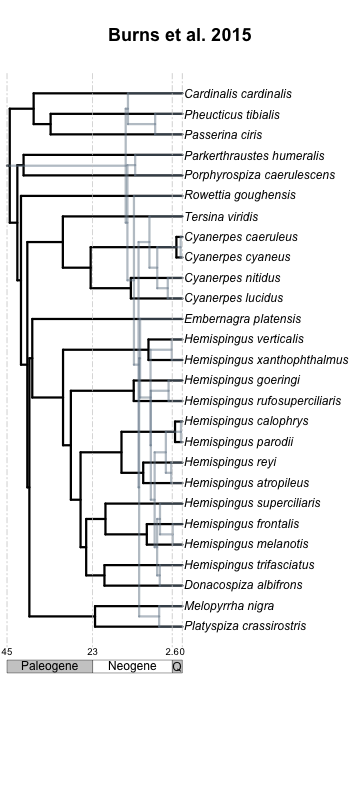 Burns et al. 2015
Cardinalis cardinalis
Pheucticus tibialis
Passerina ciris
Parkerthraustes humeralis
Porphyrospiza caerulescens
Rowettia goughensis
Tersina viridis
Cyanerpes caeruleus
Cyanerpes cyaneus
Cyanerpes nitidus
Cyanerpes lucidus
Embernagra platensis
Hemispingus verticalis
Hemispingus xanthophthalmus
Hemispingus goeringi
Hemispingus rufosuperciliaris
Hemispingus calophrys
Hemispingus parodii
Hemispingus reyi
Hemispingus atropileus
Hemispingus superciliaris
Hemispingus frontalis
Hemispingus melanotis
Hemispingus trifasciatus
Donacospiza albifrons
Melopyrrha nigra
Platyspiza crassirostris
45 23 2.60
Paleogene Neogene Q